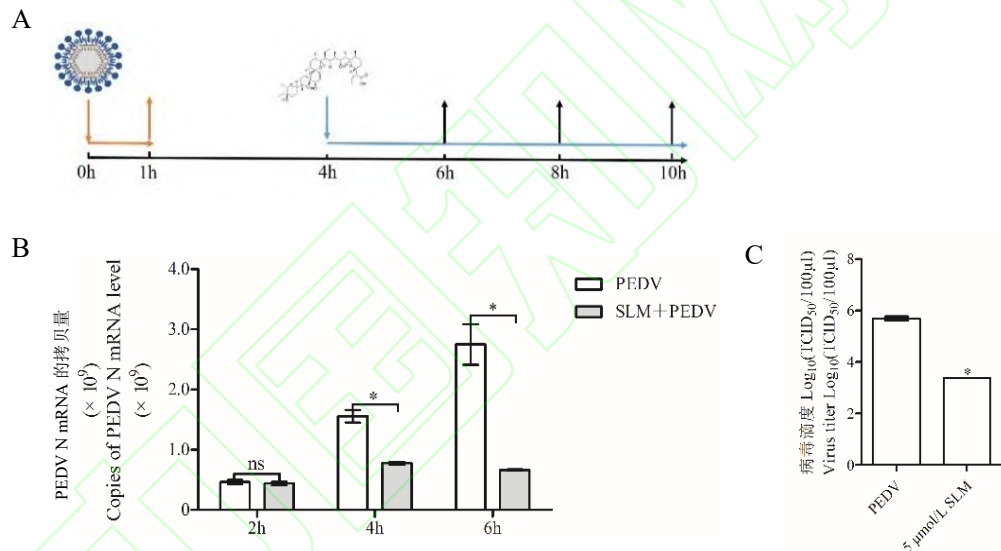 A
0h
1h
4h
6h
8h
10h
B
PEDV N mRNA 的拷贝量
(× 10⁹)
Copies of PEDV N mRNA level
(× 10⁹)
4.0
3.0
2.0
1.0
0
ns
*
*
2h
4h
6h
PEDV
SLM+PEDV
C
病毒滴度 Log₁₀(TCID₅₀/100μl)
Virus titer Log₁₀(TCID₅₀/100μl)
8
6
4
2
0
*
PEDV
5 μmol/L SLM